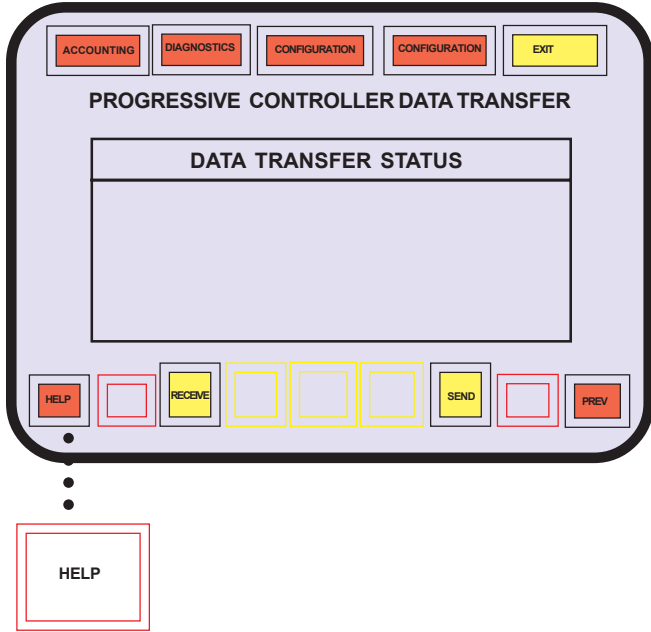 ACCOUNTING DIAGNOSTICS CONFIGURATION CONFIGURATION EXIT
PROGRESSIVE CONTROLLER DATA TRANSFER
DATA TRANSFER STATUS
HELP RECEIVE SEND PREV
HELP